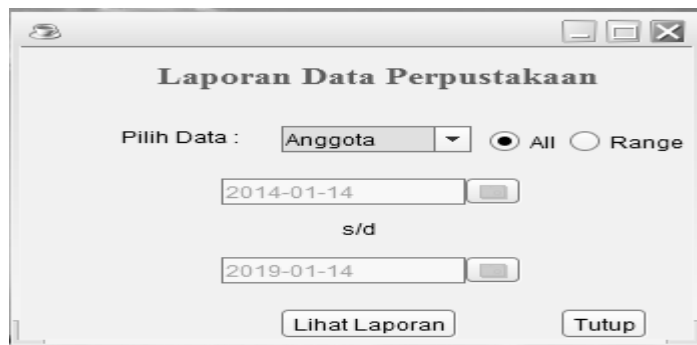 Laporan Data Perpustakaan
Pilih Data : Anggota All Range
2014-01-14
s/d
2019-01-14
Lihat Laporan Tutup